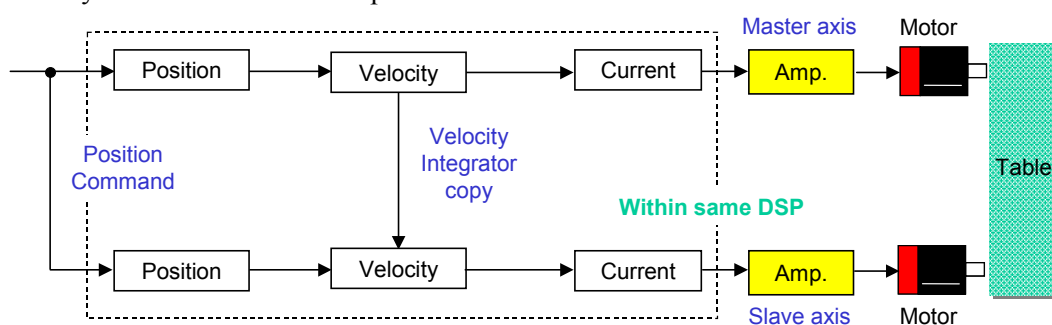 Master axis
Motor
Position
Velocity
Current
Amp.
Position
Command
Velocity
Integrator
copy
Within same DSP
Table
Position
Velocity
Current
Amp.
Slave axis
Motor